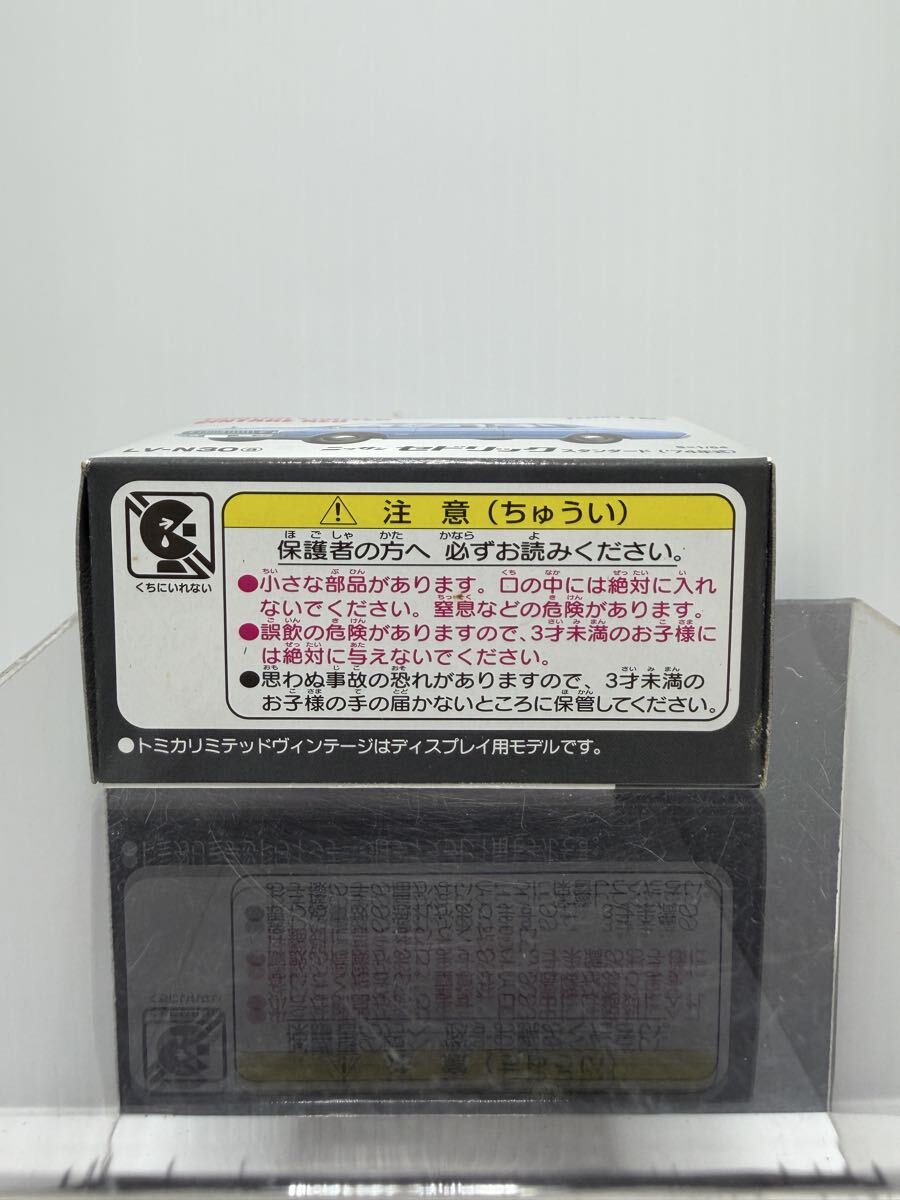 LV-N30ⓐ
スタンダード ('74年式)
⚠ 注 意 (ちゅうい)
保護者の方へ 必ずお読みください。
●小さな部品があります。口の中には絶対に入れ
ないでください。窒息などの危険があります。
●誤飲の危険がありますので、3才未満のお子様に
は絶対に与えないでください。
●思わぬ事故の恐れがありますので、3才未満の
お子様の手の届かないところに保管してください。
くちにいれない
●トミカリミテッドヴィンテージはディスプレイ用モデルです。